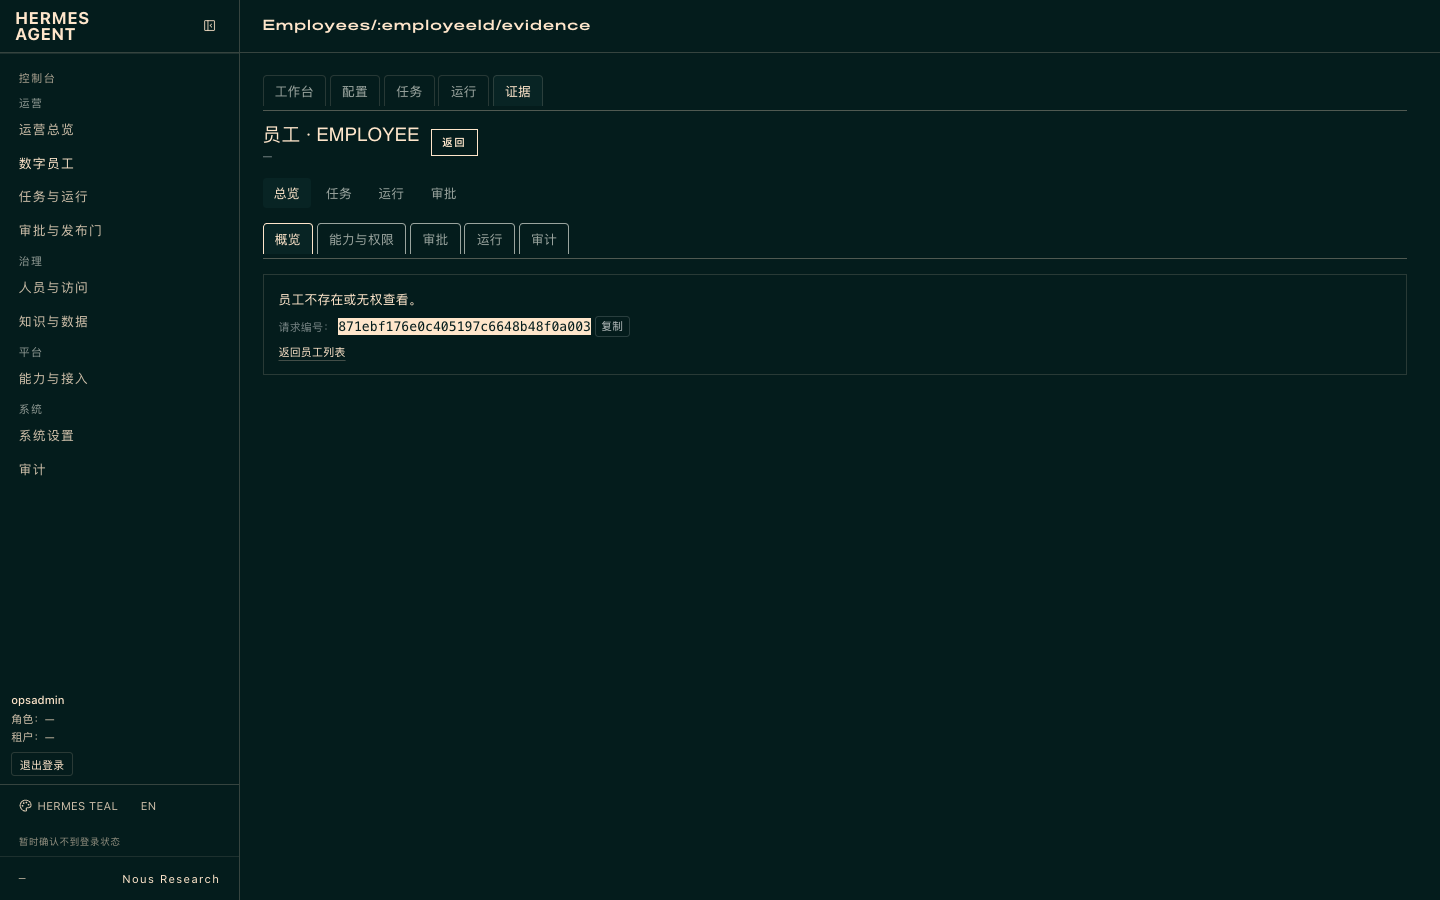 HERMES
AGENT
Employees/:employeeId/evidence
控制台
运营
运营总览
数字员工
任务与运行
审批与发布门
治理
人员与访问
知识与数据
平台
能力与接入
系统
系统设置
审计
工作台 配置 任务 运行 证据
员工 · EMPLOYEE 返回
—
总览 任务 运行 审批
概览 能力与权限 审批 运行 审计
员工不存在或无权查看。
请求编号: 871ebf176e0c405197c6648b48f0a003 复制
返回员工列表
opsadmin
角色: —
租户: —
退出登录
HERMES TEAL EN
暂时确认不到登录状态
— Nous Research